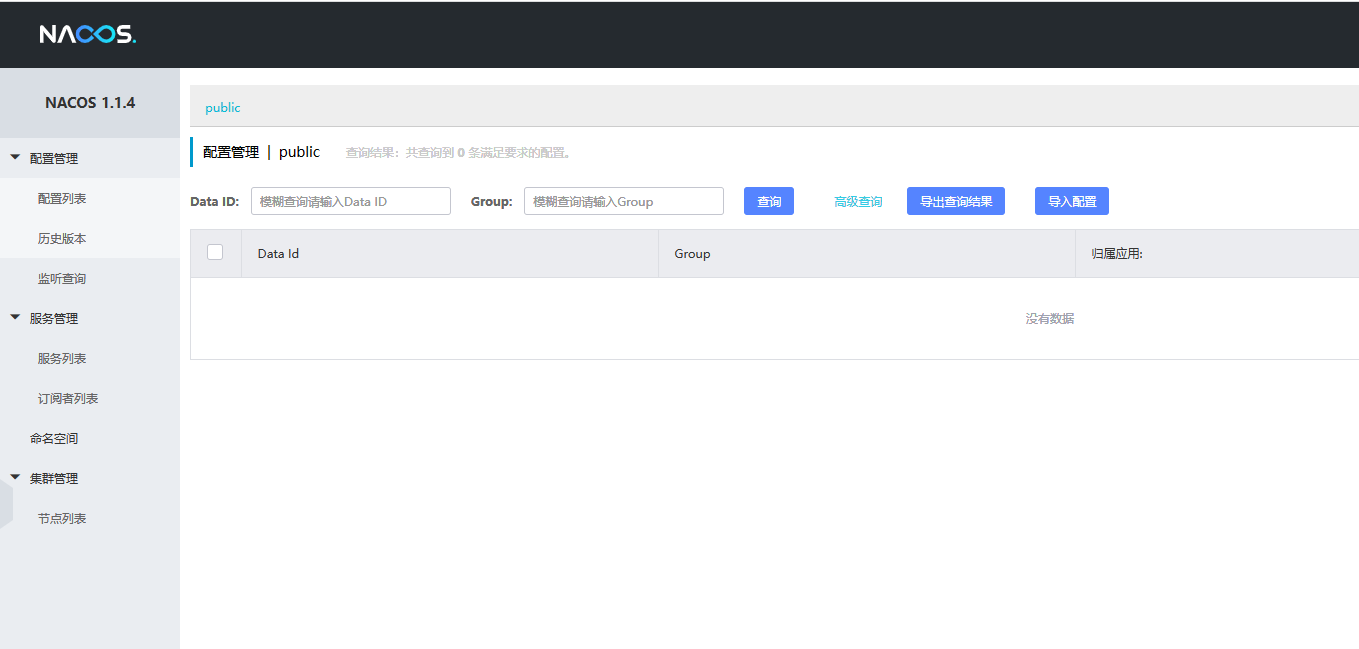 NACOS.
NACOS 1.1.4
配置管理
配置列表
历史版本
监听查询
服务管理
服务列表
订阅者列表
命名空间
集群管理
节点列表
public
配置管理 | public 查询结果：共查询到 0 条满足要求的配置。
Data ID: 模糊查询请输入Data ID Group: 模糊查询请输入Group 查询 高级查询 导出查询结果 导入配置
Data Id Group 归属应用:
没有数据